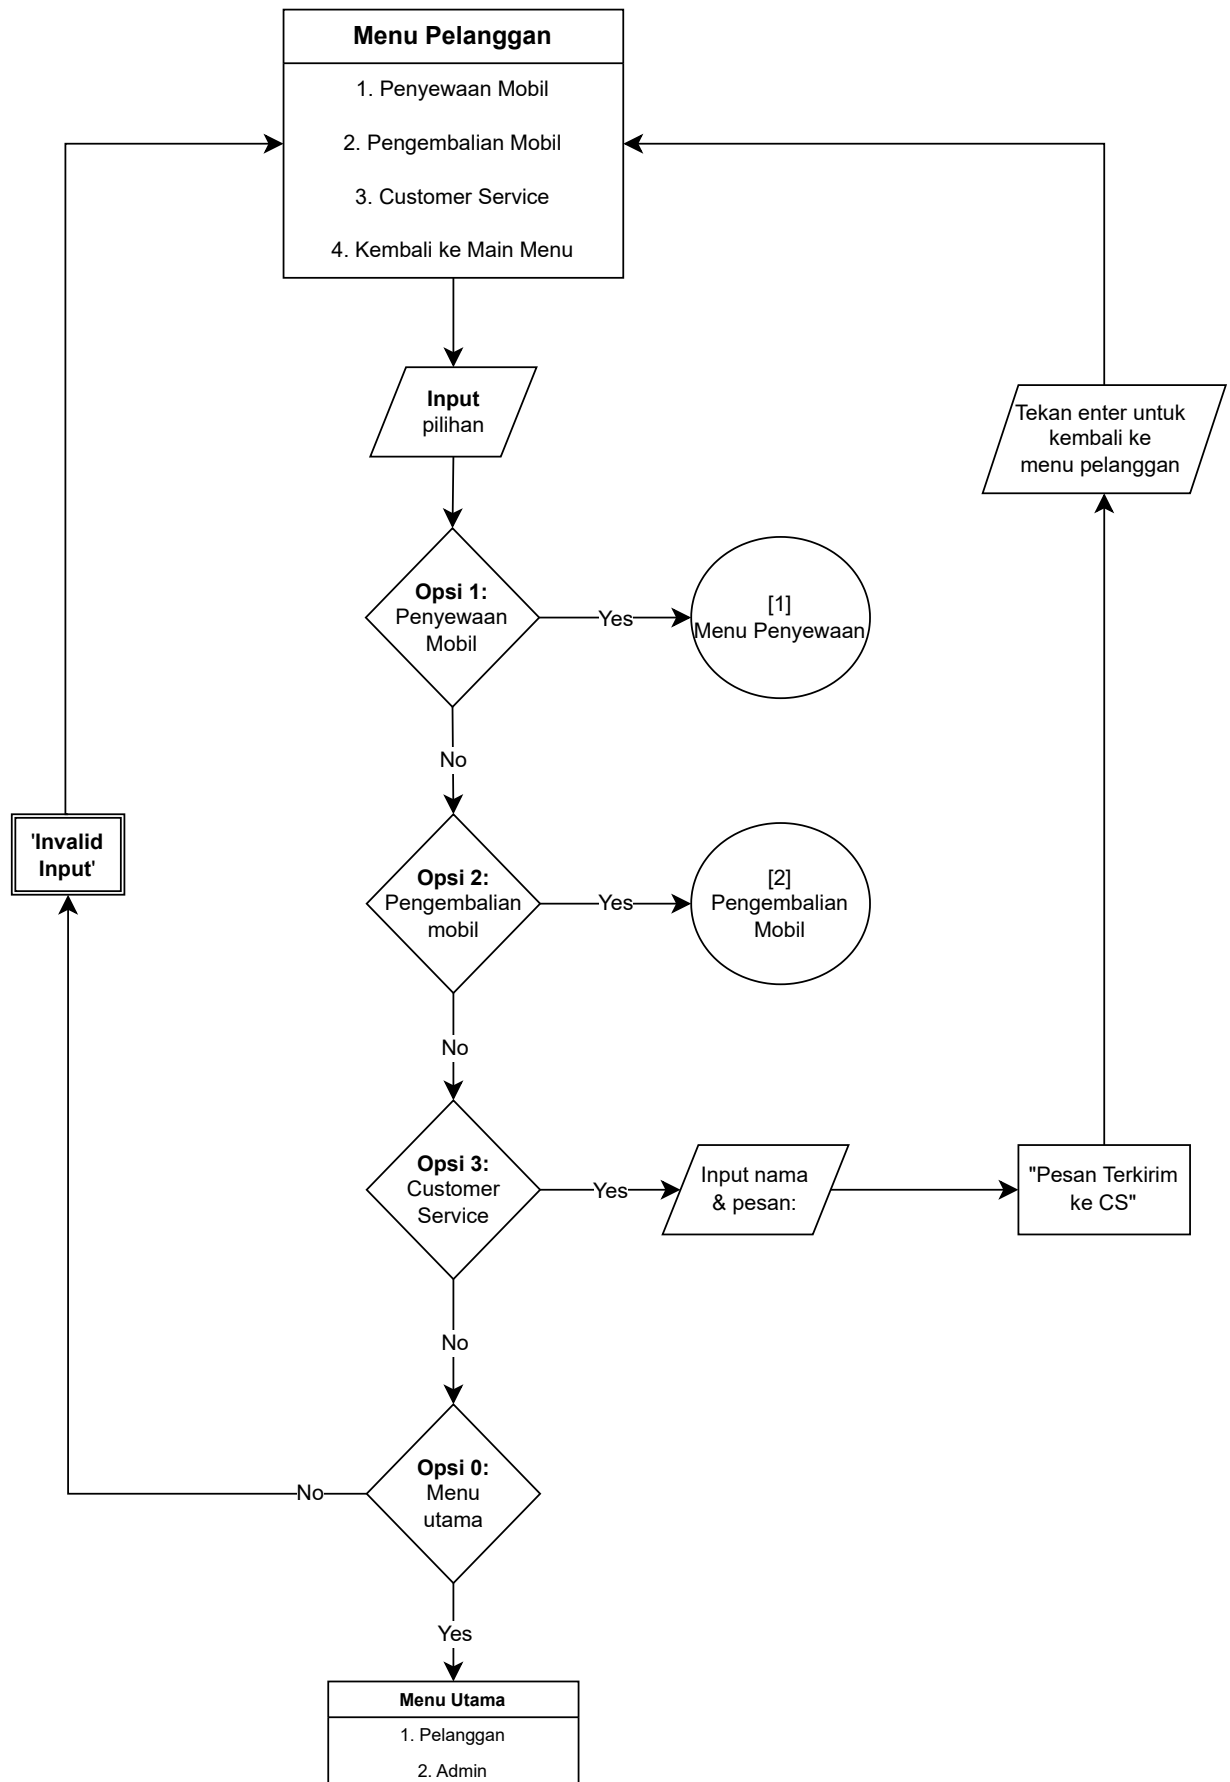 Menu Pelanggan
1. Penyewaan Mobil
2. Pengembalian Mobil
3. Customer Service
4. Kembali ke Main Menu
Input
pilihan
Tekan enter untuk
kembali ke
menu pelanggan
Opsi 1:
Penyewaan
Mobil
Yes
[1]
Menu Penyewaan
No
'Invalid
Input'
Opsi 2:
Pengembalian
mobil
Yes
[2]
Pengembalian
Mobil
No
Opsi 3:
Customer
Service
Yes
Input nama
& pesan:
"Pesan Terkirim
ke CS"
No
Opsi 0:
Menu
utama
No
Yes
Menu Utama
1. Pelanggan
2. Admin